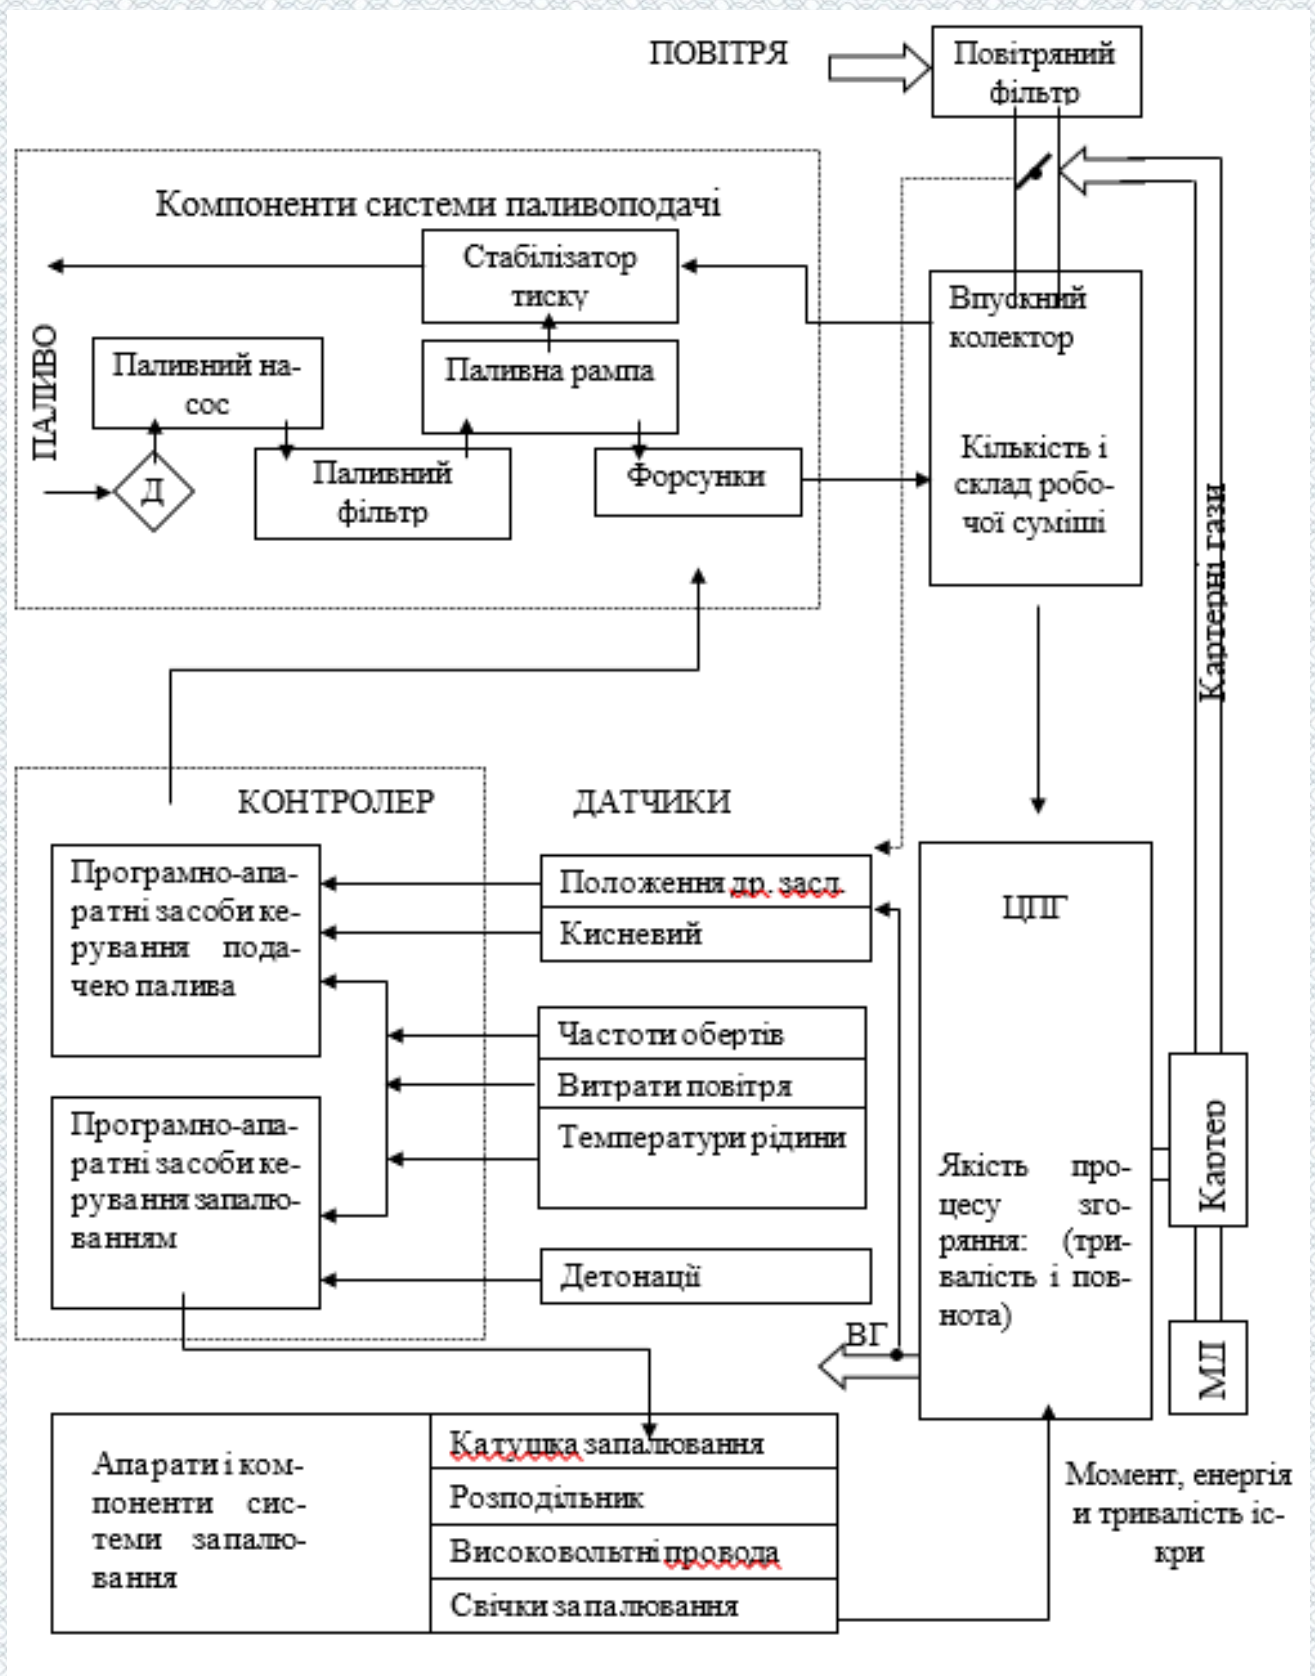 ПОВІТРЯ
Повітряний
фільтр
Компоненти системи паливоподачі
Стабілізатор
тиску
ПАЛИВО
Паливний на-
сос
Паливна рампа
Д
Паливний
фільтр
Форсунки
Впускний
колектор
Кількість і
склад робо-
чої суміші
Картерні гази
КОНТРОЛЕР
ДАТЧИКИ
Програмно-апа-
ратні засоби ке-
рування пода-
чею палива
Положення др. засл.
Кисневий
ЦПГ
Частоти обертів
Витрати повітря
Температури рідини
Програмно-апа-
ратні засоби ке-
рування запалю-
ванням
Детонації
Якість про-
цесу зго-
ряння: (три-
валість і пов-
нота)
Картер
ВГ
МД
Апарати і ком-
поненти сис-
теми запалю-
вання
Катушка запалювання
Розподільник
Високовольтні провода
Свічки запалювання
Момент, енергія
и тривалість іс-
кри